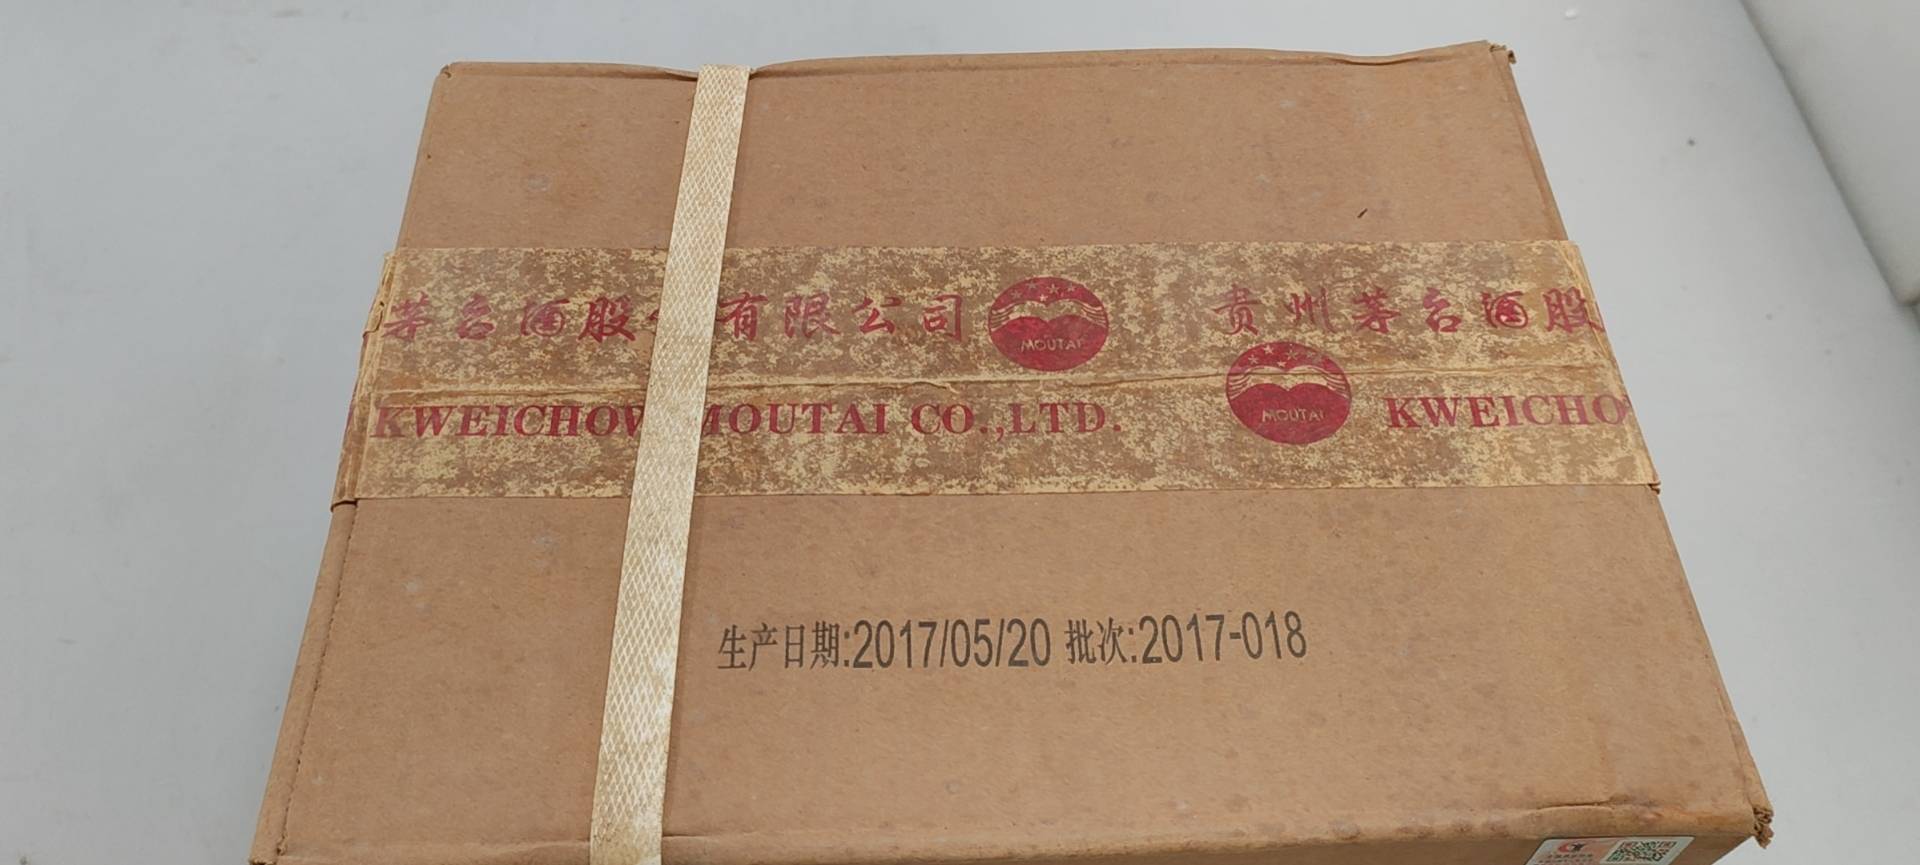 茅台酒股 有限公司 MOUTAI 贵州茅台酒股
KWEICHOW MOUTAI CO.,LTD. MOUTAI KWEICHO
生产日期:2017/05/20 批次:2017-018